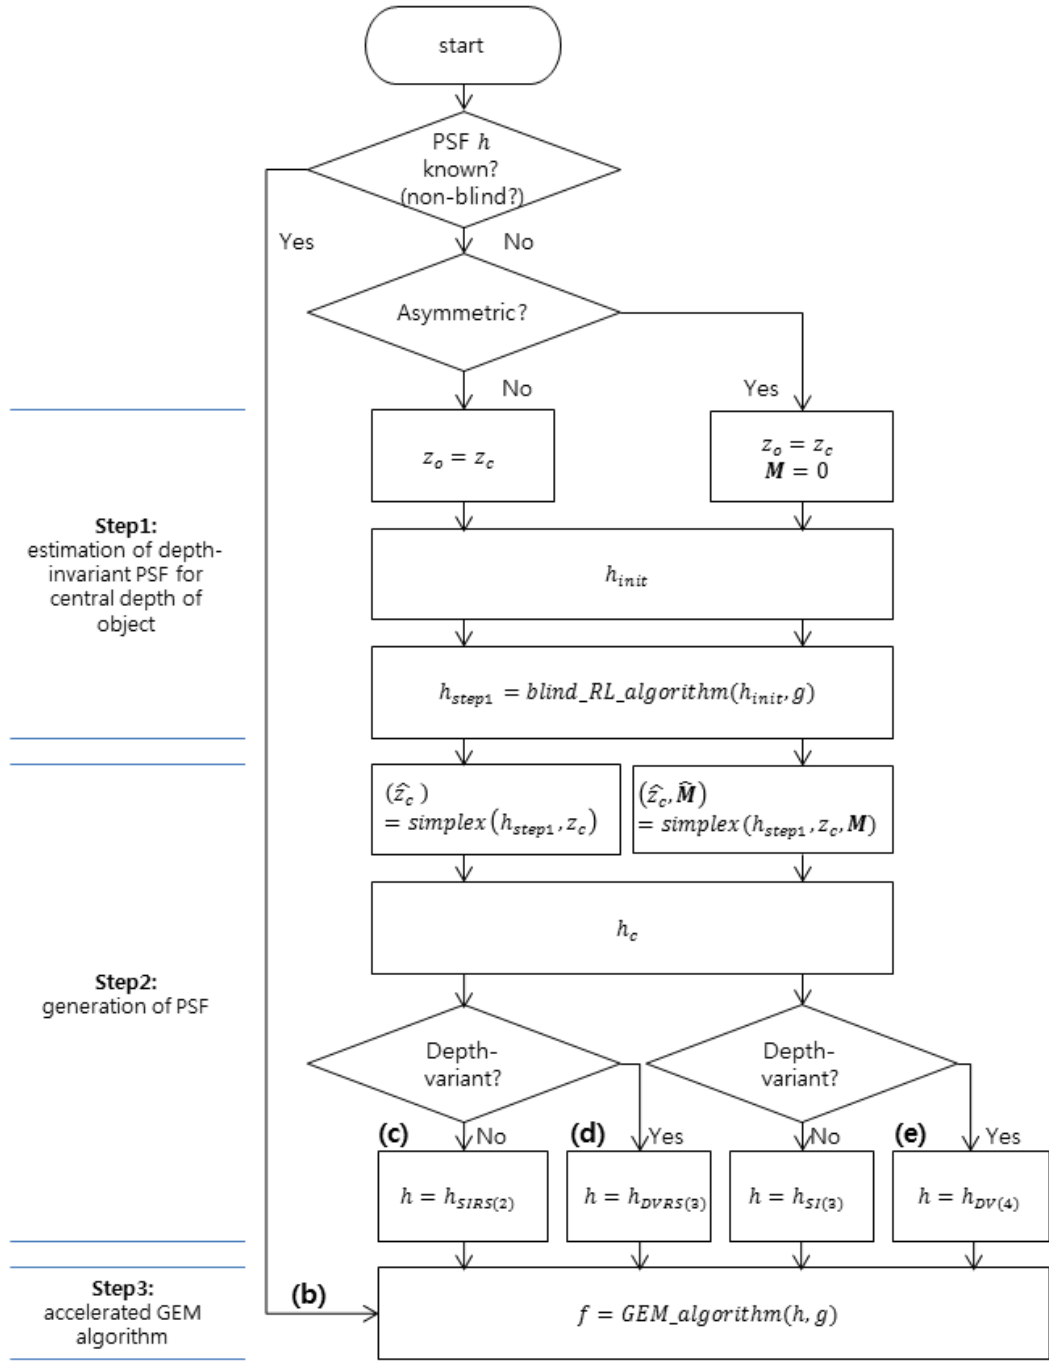 start
PSF h
known?
(non-blind?)
Yes
No
Asymmetric?
No
Yes
z_o = z_c
z_o = z_c
M = 0
Step1:
estimation of depth-
invariant PSF for
central depth of
object
h_init
h_step1 = blind_RL_algorithm(h_init, g)
(ẑ_c )
= simplex(h_step1, z_c)
(ẑ_c, M̂)
= simplex(h_step1, z_c, M)
h_c
Step2:
generation of PSF
Depth-
variant?
Depth-
variant?
(c)
No
(d)
Yes
No
(e)
Yes
h = h_SIRS(2)
h = h_DVRS(3)
h = h_SI(3)
h = h_DV(4)
Step3:
accelerated GEM
algorithm
(b)
f = GEM_algorithm(h, g)